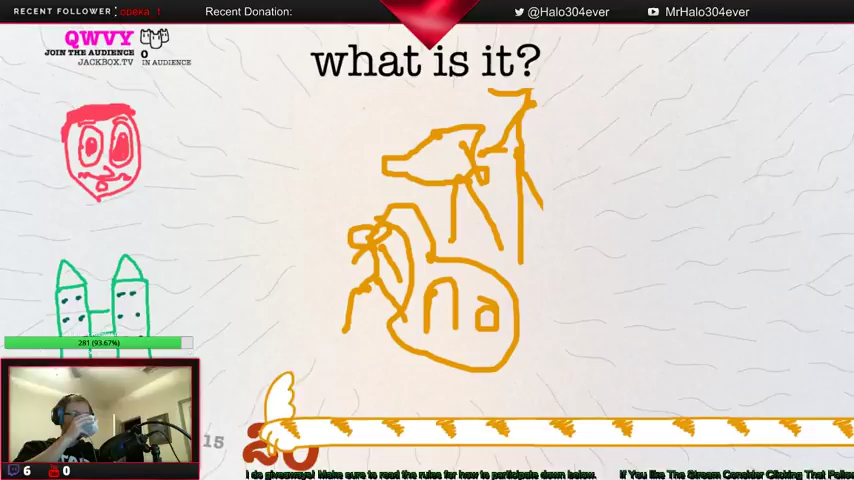 RECENT FOLLOWER : opeka_t
Recent Donation:
@Halo304ever
MrHalo304ever
QWVY
JOIN THE AUDIENCE
JACKBOX.TV
0
IN AUDIENCE
what is it?
na
281 (93.67%)
15
20
6
0
I do giveaways! Make sure to read the rules for how to participate down below.
If You Like The Stream Consider Clicking That Follow